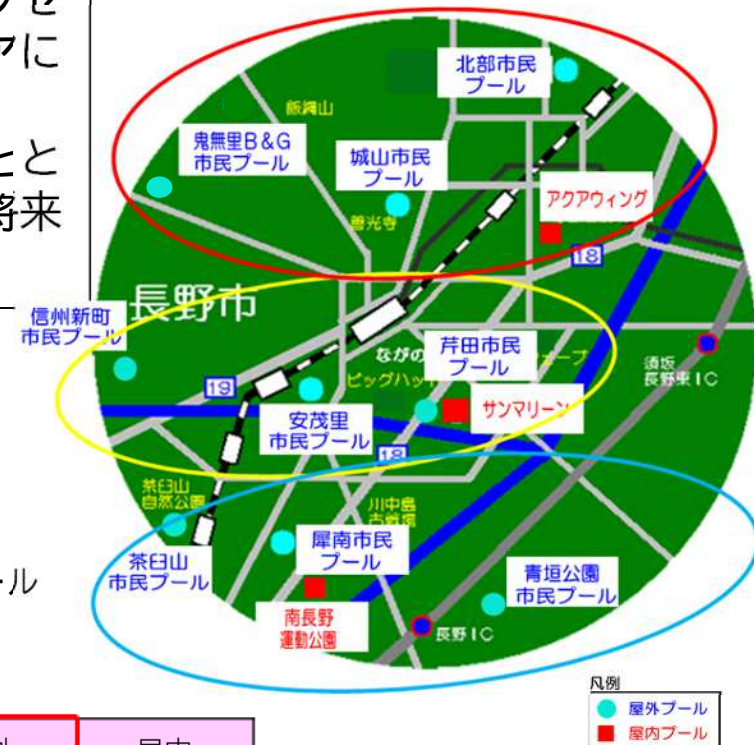 アに
と
将来
北部市民
プール
飯綱山
鬼無里B&G
市民プール
城山市民
プール
アクアウィング
善光寺
18
長野市
信州新町
市民プール
芹田市民
プール
須坂
長野東IC
19
ビッグハット
サンマリーン
安茂里
市民プール
18
茶臼山
自然公園
川中島
古戦場
犀南市民
プール
茶臼山
市民プール
青垣公園
市民プール
南長野
運動公園
長野IC
凡例
屋外プール
屋内プール
屋内